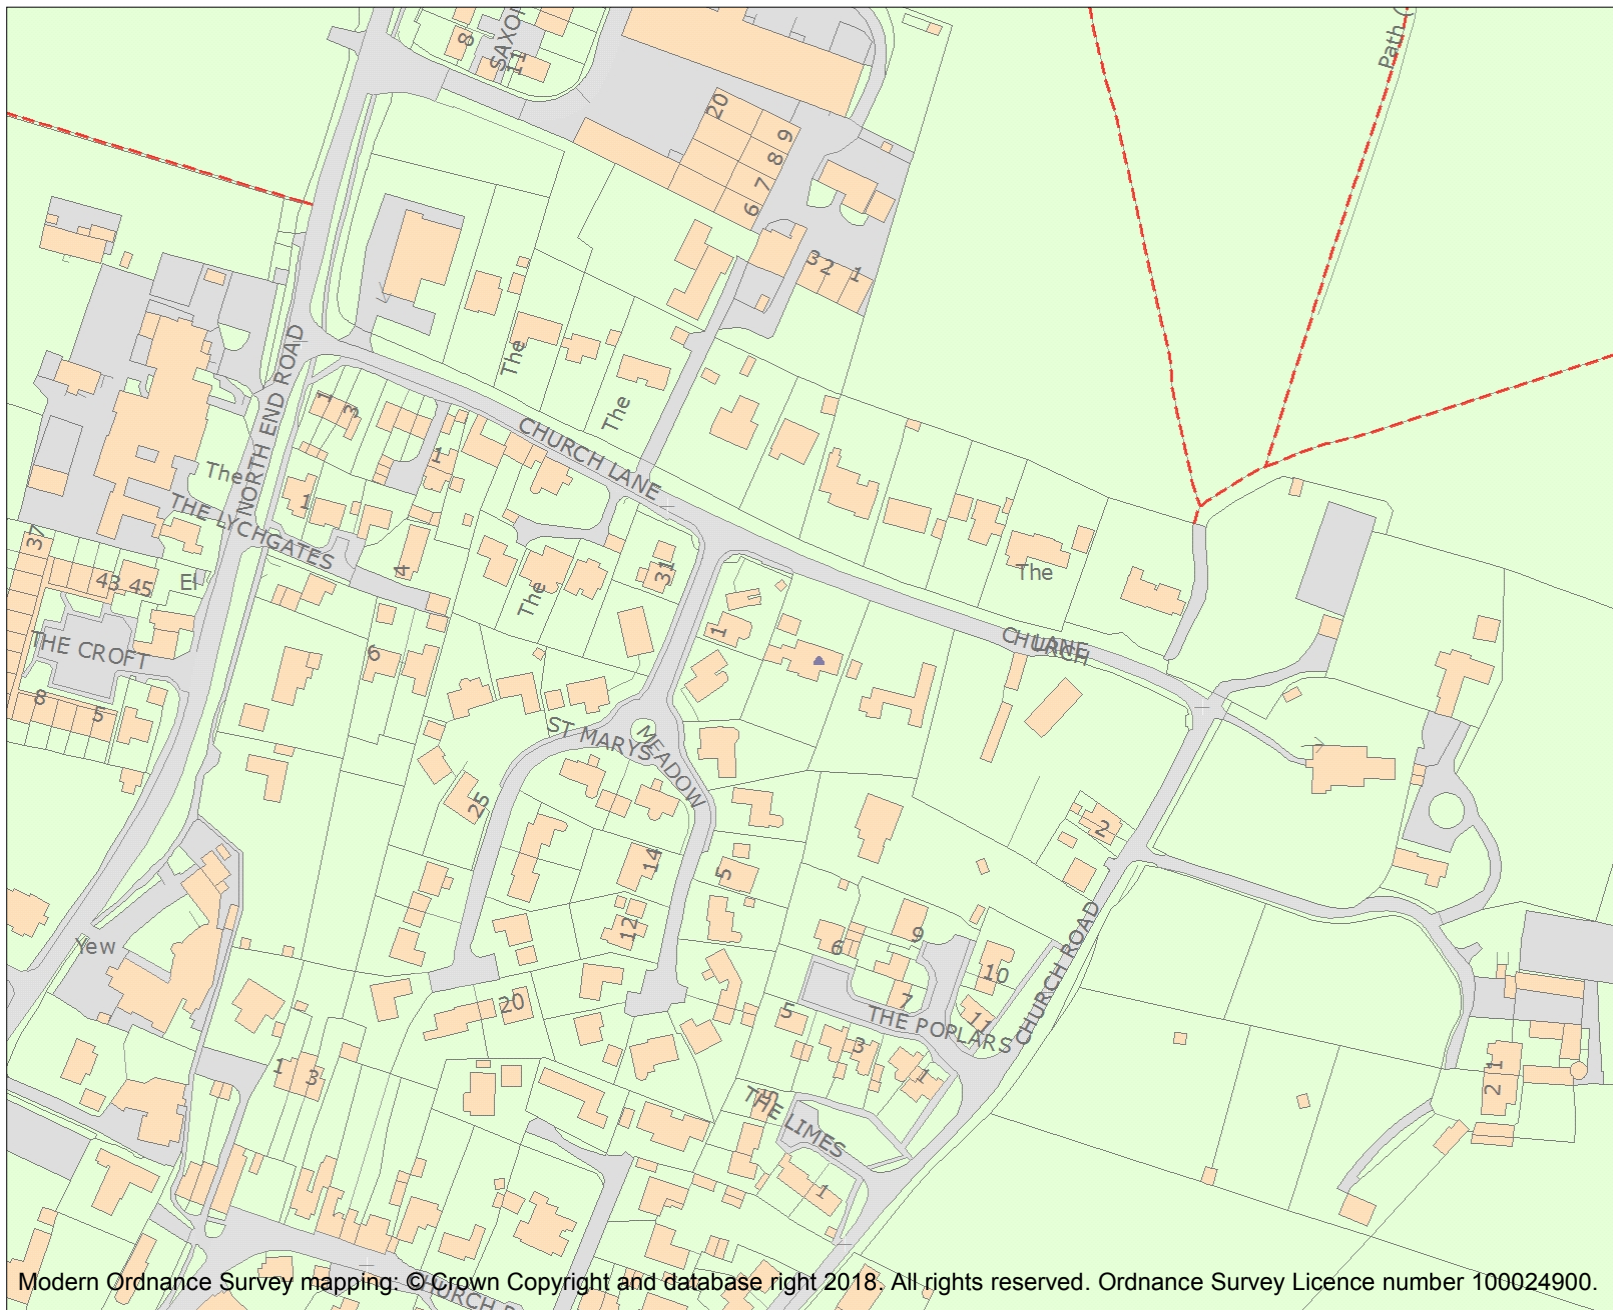 8
SAXO
11
Path (
20
9
8
7
6
3 2 1
NORTH END ROAD
The
CHURCH LANE
The
1
3
1
The
1
THE LYCHGATES
37
43 45
El
4
The
31
The
1
CHURCH
LANE
THE CROFT
6
8
5
ST MARYS
MEADOW
25
2
14
5
12
CHURCH ROAD
Yew
6
9
10
20
5
7
11
THE POPLARS
3
1
1
3
1
2
5
THE LIMES
1
CHURCH R
Modern Ordnance Survey mapping: © Crown Copyright and database right 2018. All rights reserved. Ordnance Survey Licence number 100024900.